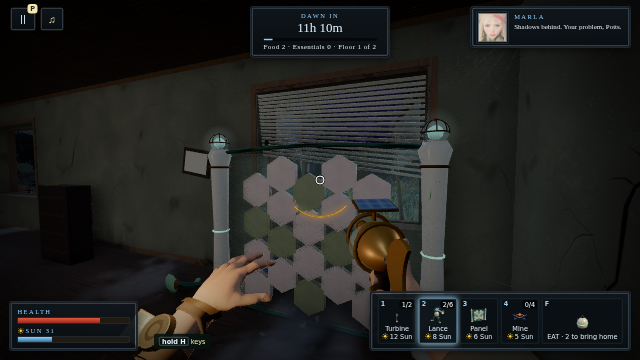 P
DAWN IN
11h 10m
Food 2 · Essentials 0 · Floor 1 of 2
MARLA
Shadows behind. Your problem, Potts.
HEALTH
SUN 31
hold H keys
1 1/2
Turbine
12 Sun
2 2/6
Lance
8 Sun
3
Panel
6 Sun
4 0/4
Mine
5 Sun
F
EAT · 2 to bring home